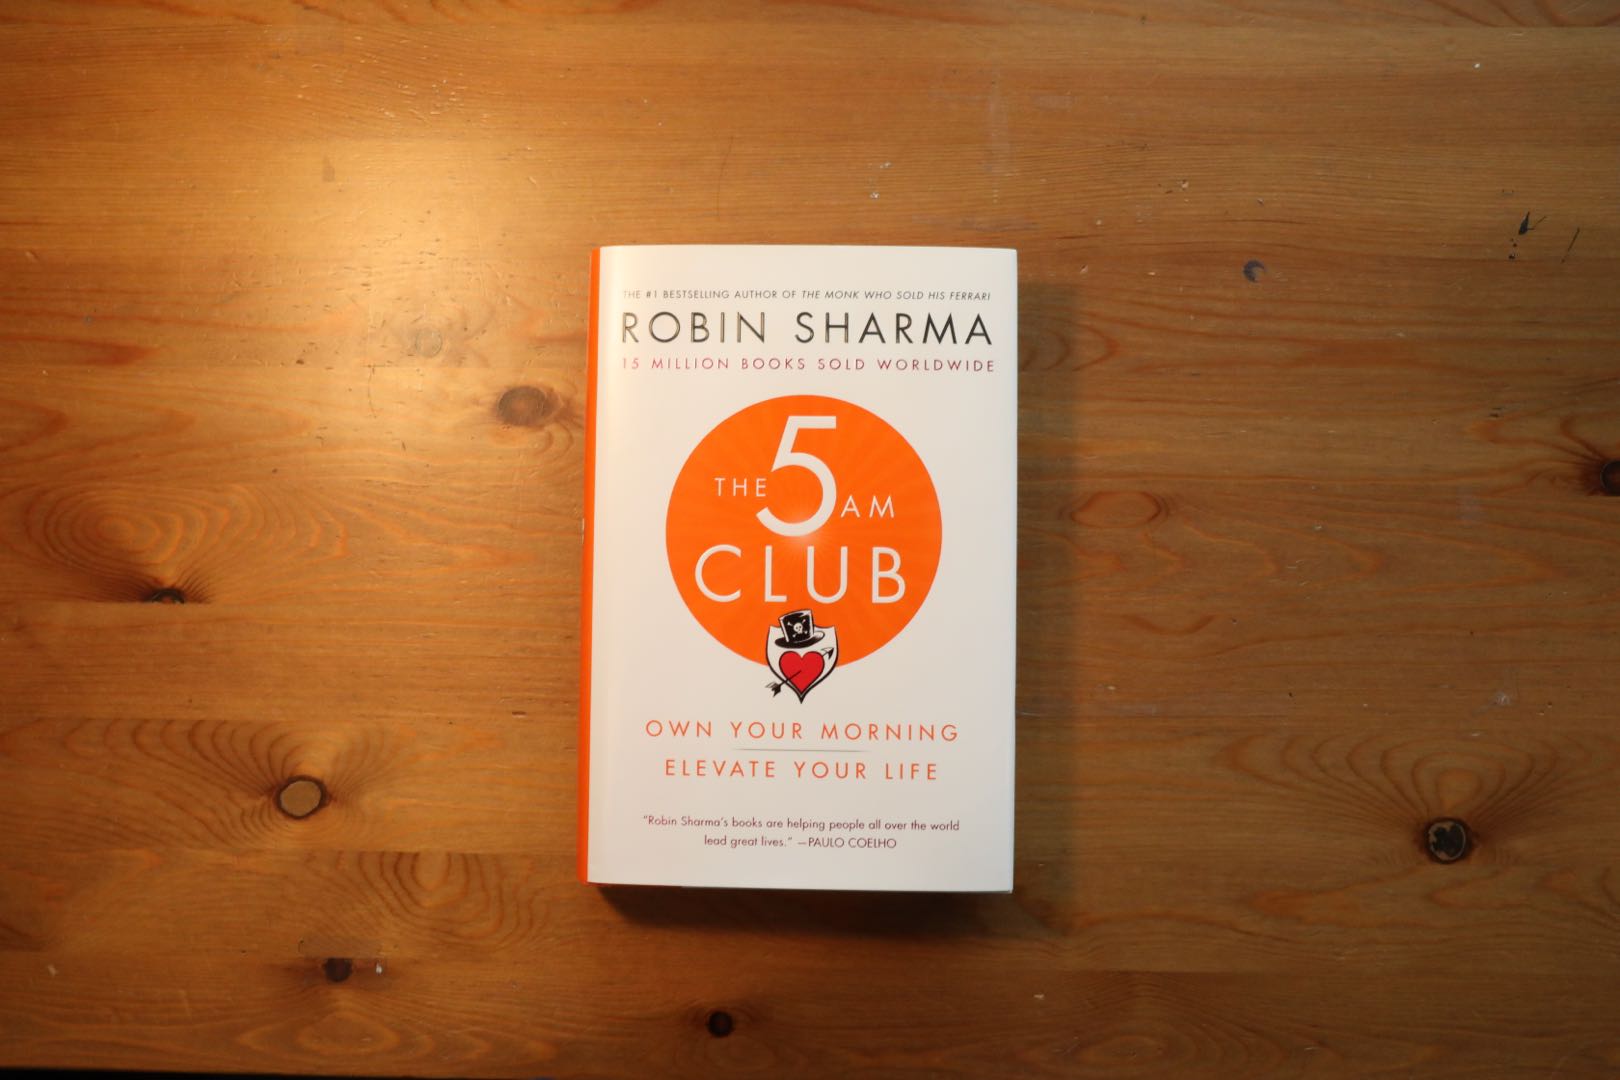 THE #1 BESTSELLING AUTHOR OF THE MONK WHO SOLD HIS FERRARI
ROBIN SHARMA
15 MILLION BOOKS SOLD WORLDWIDE
THE 5 AM
CLUB
OWN YOUR MORNING
ELEVATE YOUR LIFE
"Robin Sharma's books are helping people all over the world
lead great lives." —PAULO COELHO